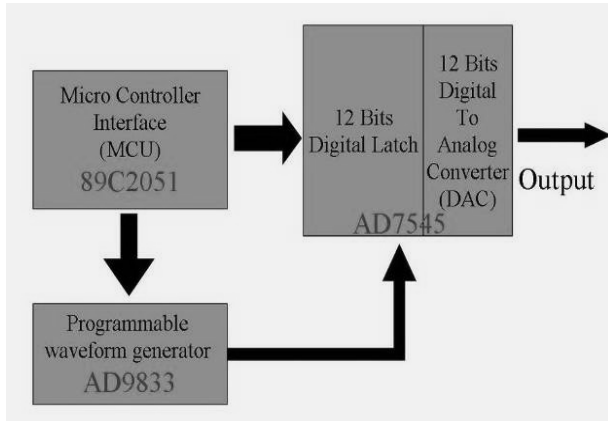 Micro Controller
Interface
(MCU)
89C2051
12 Bits
Digital Latch
12 Bits
Digital
To
Analog
Converter
(DAC)
AD7545
Output
Programmable
waveform generator
AD9833